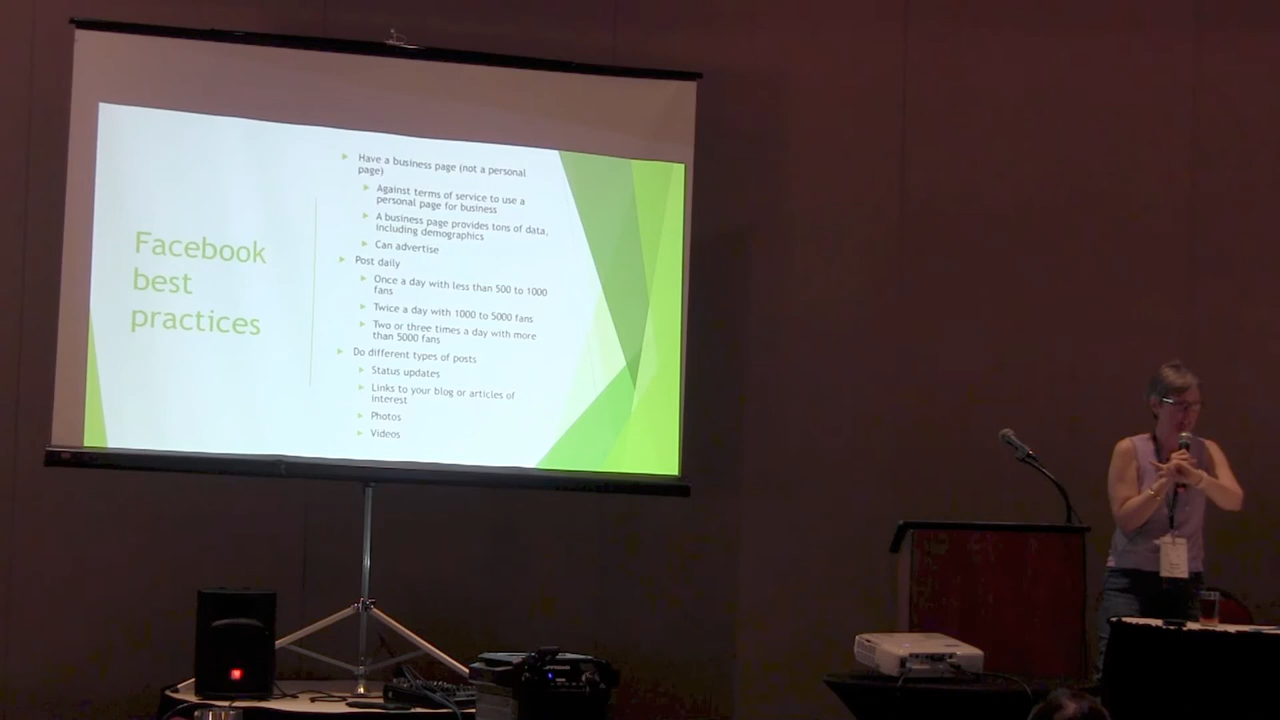 Facebook
best
practices
Have a business page (not a personal
page)
Against terms of service to use a
personal page for business
A business page provides tons of data,
including demographics
Can advertise
Post daily
Once a day with less than 500 to 1000
fans
Twice a day with 1000 to 5000 fans
Two or three times a day with more
than 5000 fans
Do different types of posts
Status updates
Links to your blog or articles of
interest
Photos
Videos